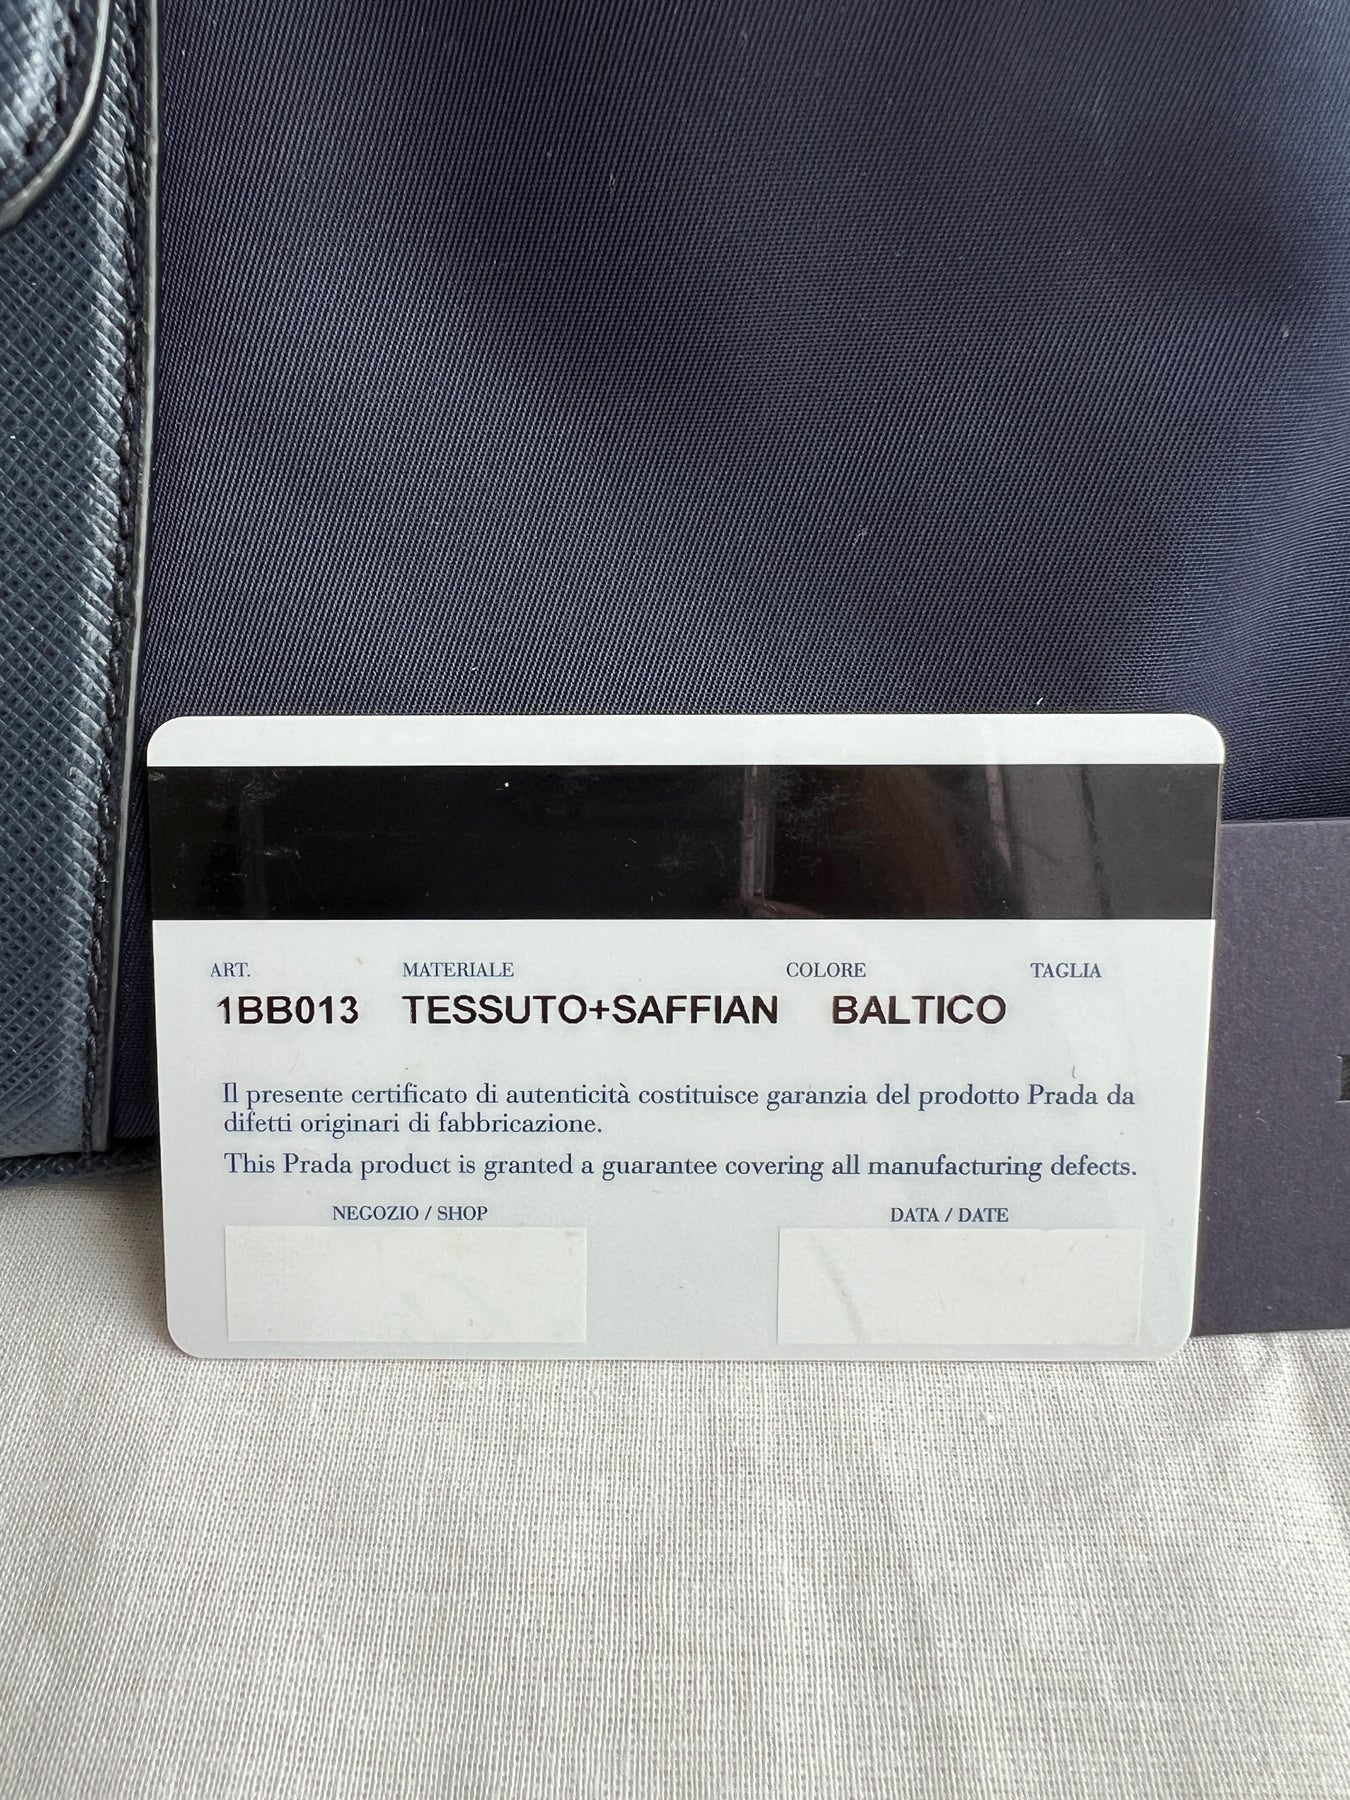 ART. MATERIALE COLORE TAGLIA
1BB013 TESSUTO+SAFFIAN BALTICO
Il presente certificato di autenticità costituisce garanzia del prodotto Prada da
difetti originari di fabbricazione.
This Prada product is granted a guarantee covering all manufacturing defects.
NEGOZIO / SHOP DATA / DATE